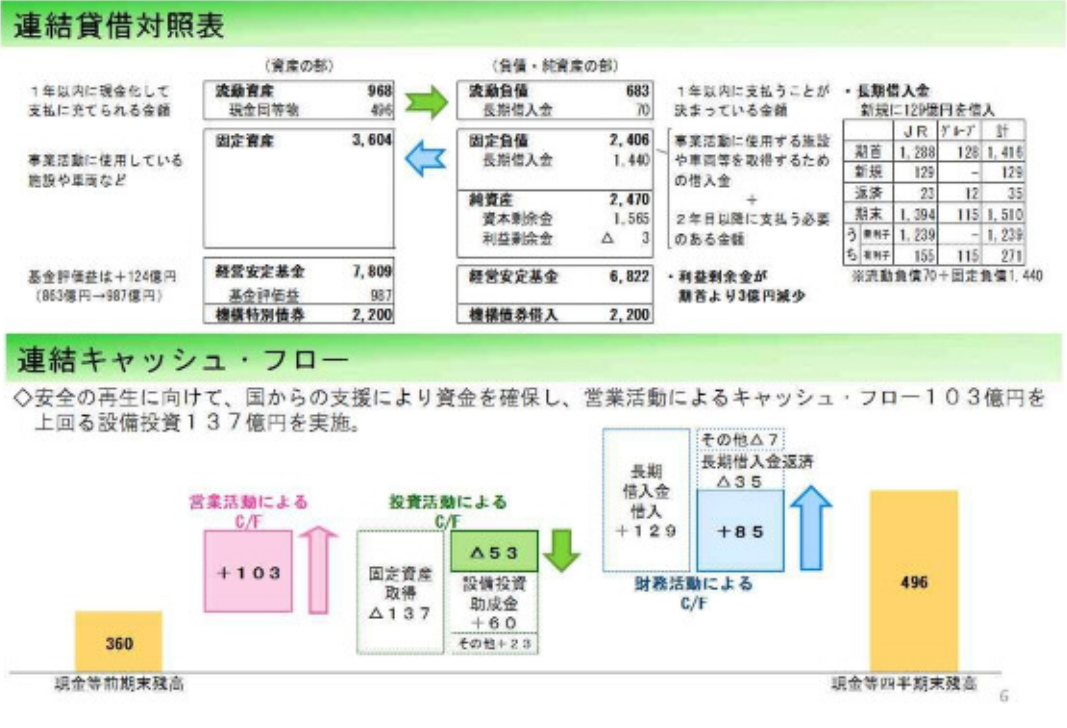 連結貸借対照表
（資産の部）
（負債・純資産の部）
１年以内に現金化して
支払に充てられる金額
流動資産 968
現金同等物 496
流動負債 683
長期借入金 70
１年以内に支払うことが
決まっている金額
事業活動に使用している
施設や車両など
固定資産 3,604
固定負債 2,406
長期借入金 1,440
純資産 2,470
資本剰余金 1,565
利益剰余金 △ 3
事業活動に使用する施設
や車両等を取得するため
の借入金
＋
２年目以降に支払う必要
のある金額
基金評価益は＋124億円
（863億円→987億円）
経営安定基金 7,809
基金評価益 987
機構特別債券 2,200
経営安定基金 6,822
機構債券借入 2,200
・利益剰余金が
期首より3億円減少
・長期借入金
新規に129億円を借入
ＪＲ ｸﾞﾙｰﾌﾟ 計
期首 1,288 128 1,416
新規 129 － 129
返済 23 12 35
期末 1,394 115 1,510
うち 無利子 1,239 － 1,239
有利子 155 115 271
※流動負債70＋固定負債1,440
連結キャッシュ・フロー
◇安全の再生に向けて、国からの支援により資金を確保し、営業活動によるキャッシュ・フロー１０３億円を
上回る設備投資１３７億円を実施。
営業活動による
C/F
＋１０３
投資活動による
C/F
固定資産
取得
△１３７
△５３
設備投資
助成金
＋６０
その他＋２３
長期
借入金
借入
＋１２９
その他△７
長期借入金返済
△３５
＋８５
財務活動による
C/F
360
現金等前期末残高
496
現金等四半期末残高
6